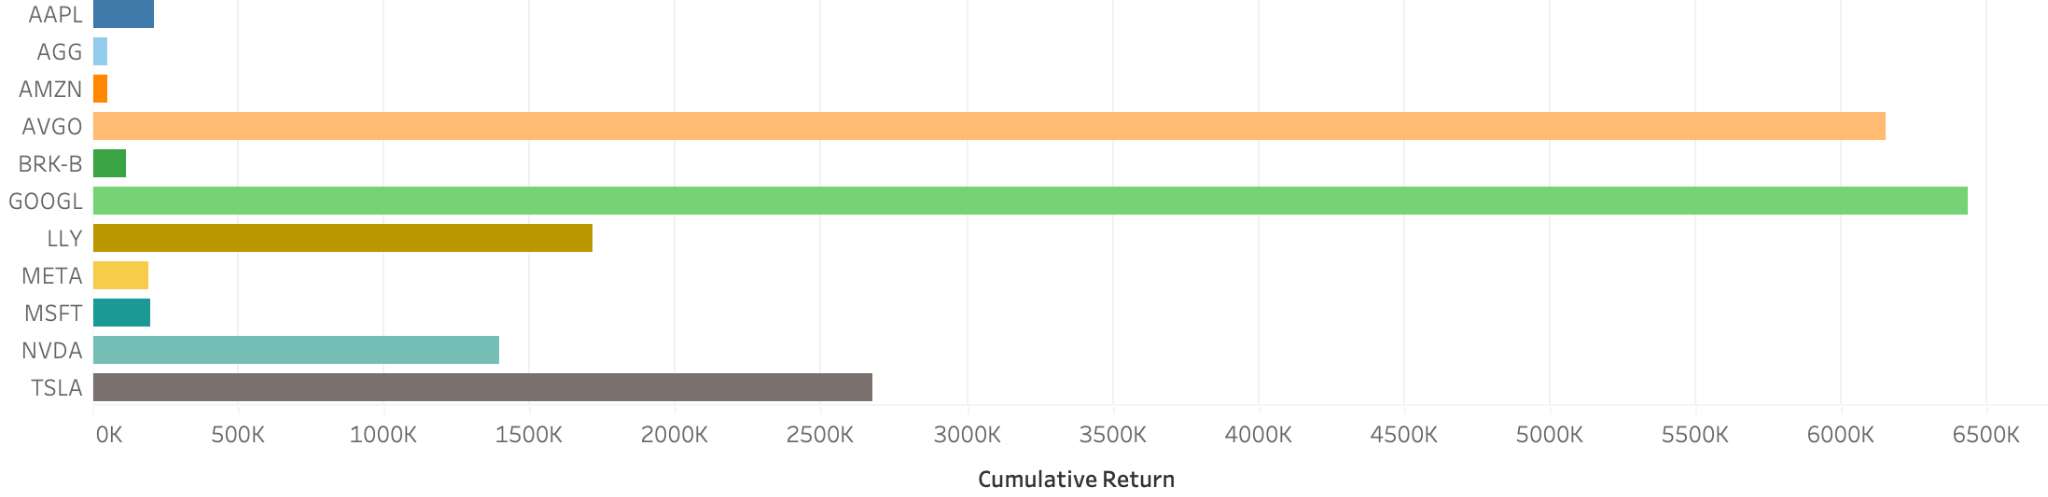 AAPL
AGG
AMZN
AVGO
BRK-B
GOOGL
LLY
META
MSFT
NVDA
TSLA
0K 500K 1000K 1500K 2000K 2500K 3000K 3500K 4000K 4500K 5000K 5500K 6000K 6500K
Cumulative Return